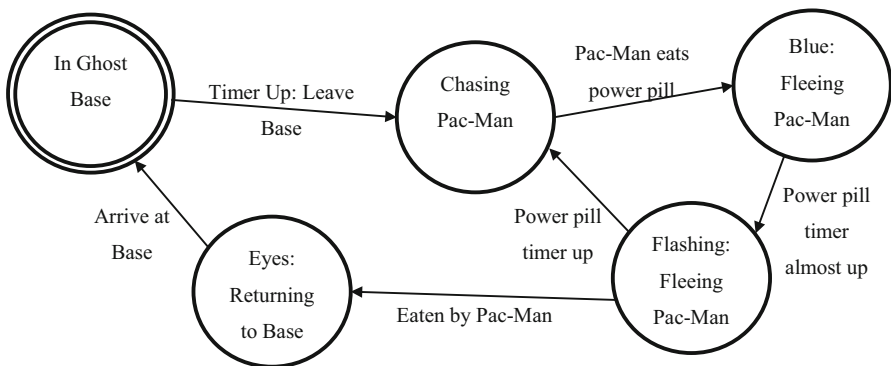 In Ghost
Base
Timer Up: Leave
Base
Chasing
Pac-Man
Pac-Man eats
power pill
Blue:
Fleeing
Pac-Man
Power pill
timer
almost up
Flashing:
Fleeing
Pac-Man
Power pill
timer up
Eaten by Pac-Man
Eyes:
Returning
to Base
Arrive at
Base